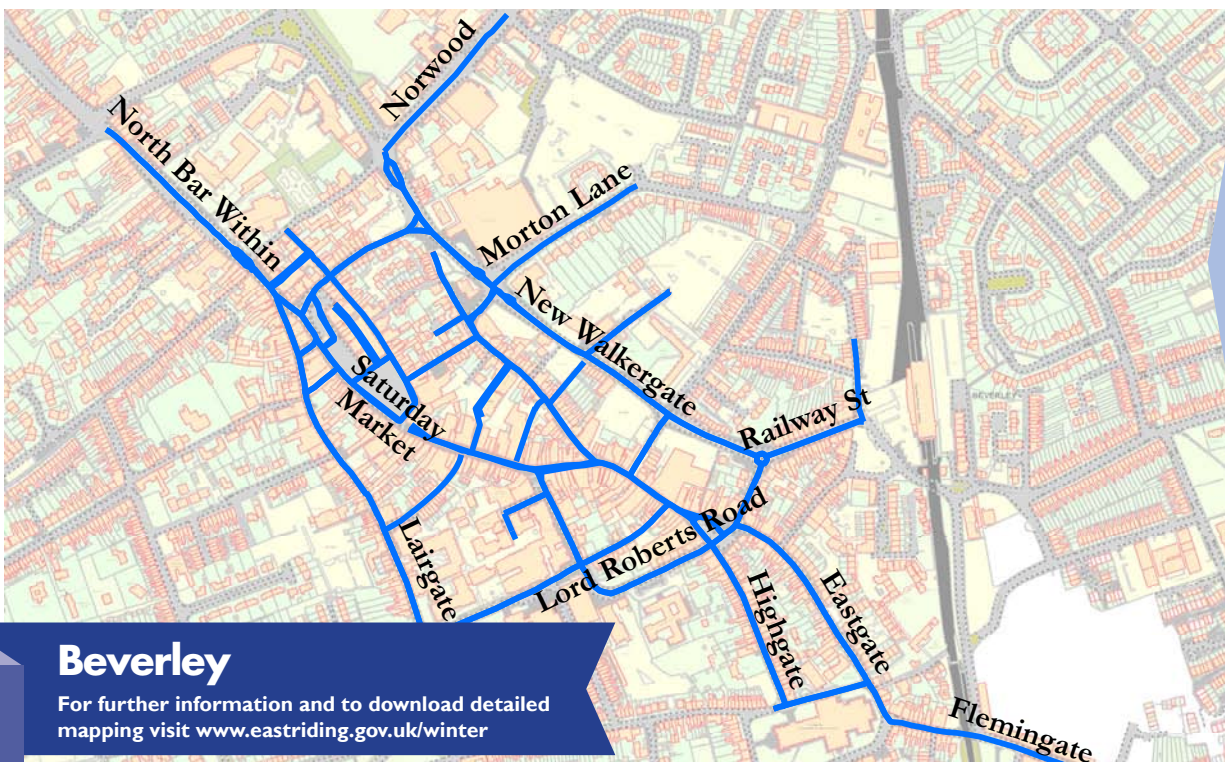 Norwood
North Bar Within
Morton Lane
New Walkergate
Saturday
Market
Railway St
BEVERLEY
Lairgate
Lord Roberts Road
Highgate
Eastgate
Flemingate
Beverley
For further information and to download detailed
mapping visit www.eastriding.gov.uk/winter